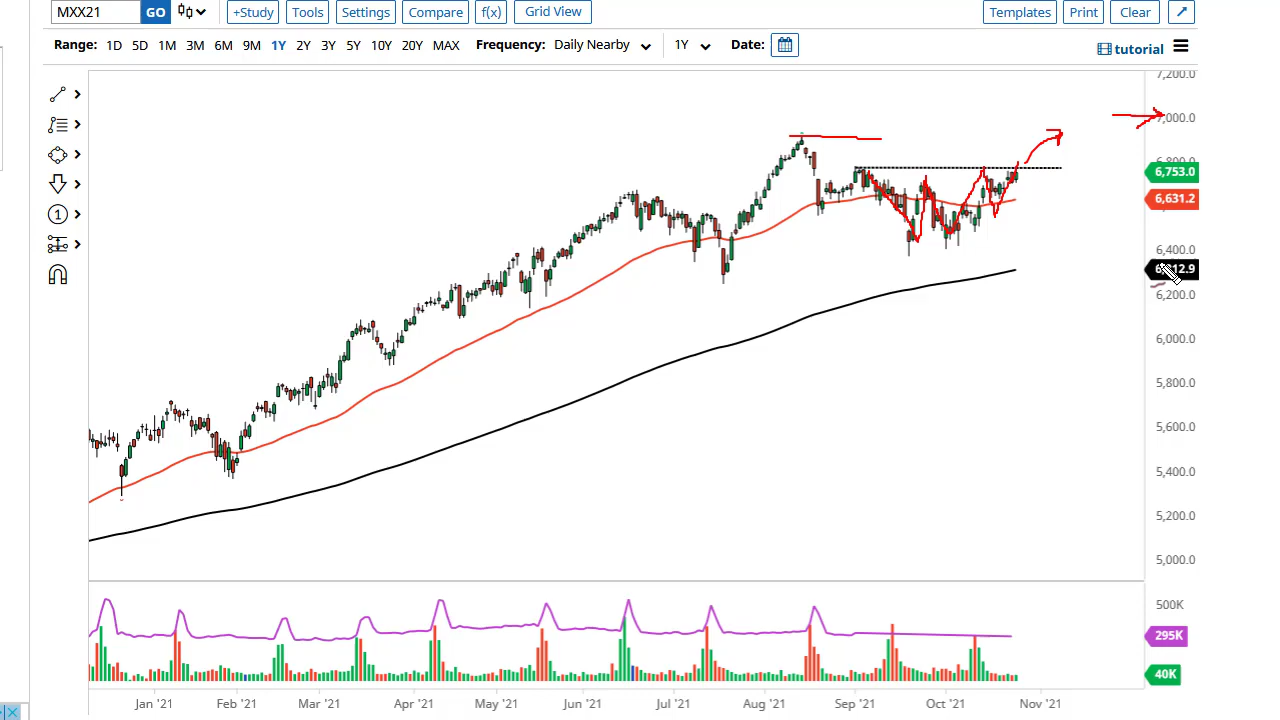 MXX21 GO +Study Tools Settings Compare f(x) Grid View Templates Print Clear
Range: 1D 5D 1M 3M 6M 9M 1Y 2Y 3Y 5Y 10Y 20Y MAX Frequency: Daily Nearby 1Y Date: tutorial
7,200.0
7,000.0
6,800.0
6,753.0
6,631.2
6,400.0
6,200.0
6,000.0
5,800.0
5,600.0
5,400.0
5,200.0
5,000.0
500K
295K
40K
1
Jan '21 Feb '21 Mar '21 Apr '21 May '21 Jun '21 Jul '21 Aug '21 Sep '21 Oct '21 Nov '21